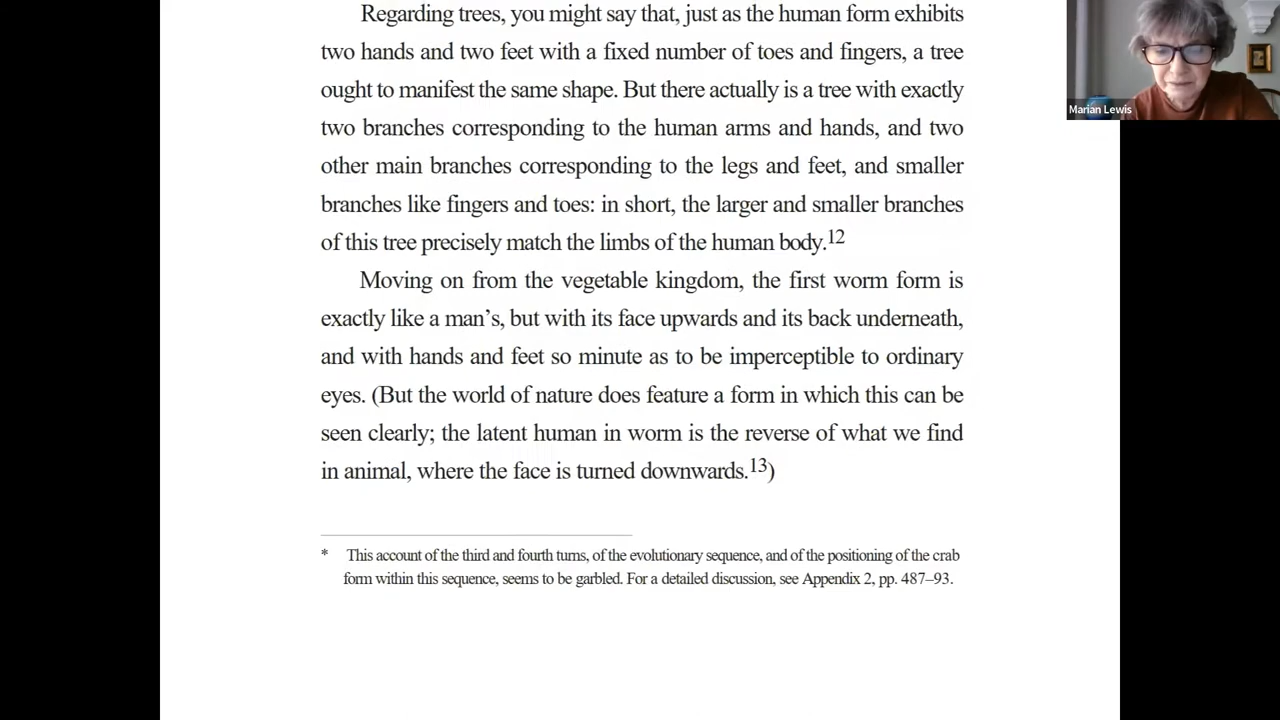 Regarding trees, you might say that, just as the human form exhibits
two hands and two feet with a fixed number of toes and fingers, a tree
ought to manifest the same shape. But there actually is a tree with exactly
two branches corresponding to the human arms and hands, and two
other main branches corresponding to the legs and feet, and smaller
branches like fingers and toes: in short, the larger and smaller branches
of this tree precisely match the limbs of the human body.12
Moving on from the vegetable kingdom, the first worm form is
exactly like a man’s, but with its face upwards and its back underneath,
and with hands and feet so minute as to be imperceptible to ordinary
eyes. (But the world of nature does feature a form in which this can be
seen clearly; the latent human in worm is the reverse of what we find
in animal, where the face is turned downwards.13)
* This account of the third and fourth turns, of the evolutionary sequence, and of the positioning of the crab
form within this sequence, seems to be garbled. For a detailed discussion, see Appendix 2, pp. 487–93.
Marian Lewis